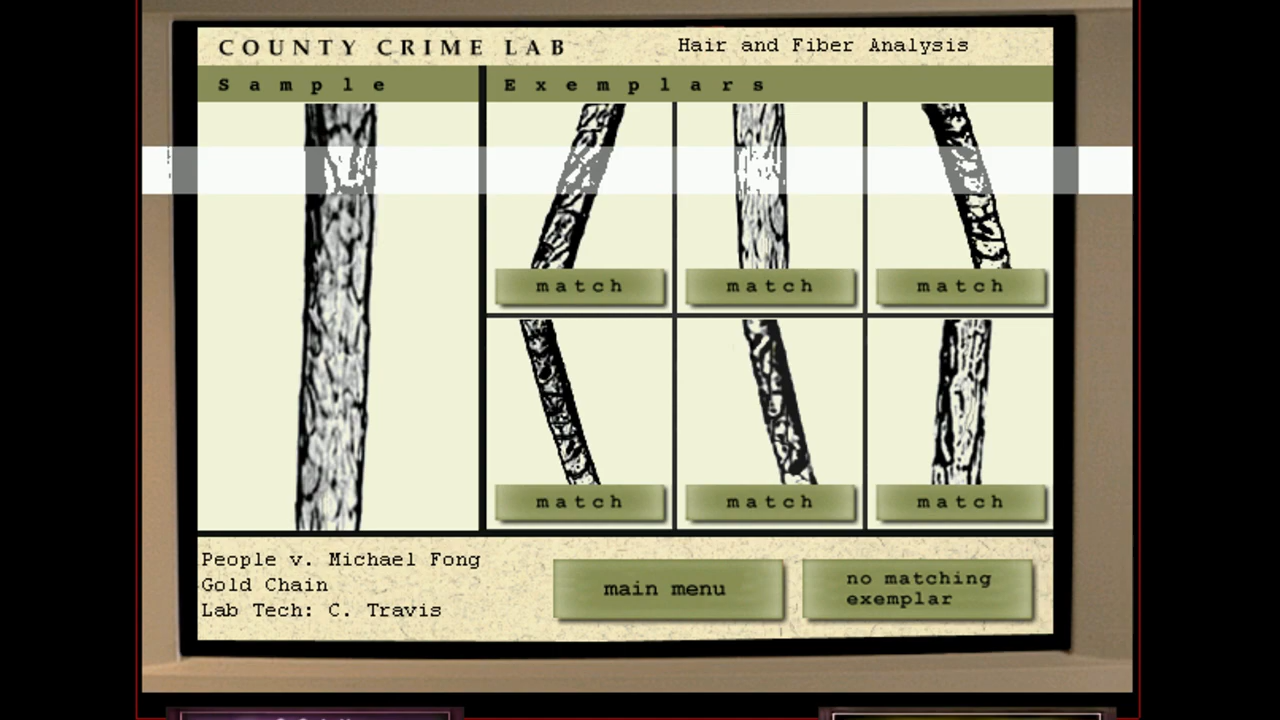 COUNTY CRIME LAB
Hair and Fiber Analysis
Sample
Exemplars
match
match
match
match
match
match
People v. Michael Fong
Gold Chain
Lab Tech: C. Travis
main menu
no matching
exemplar